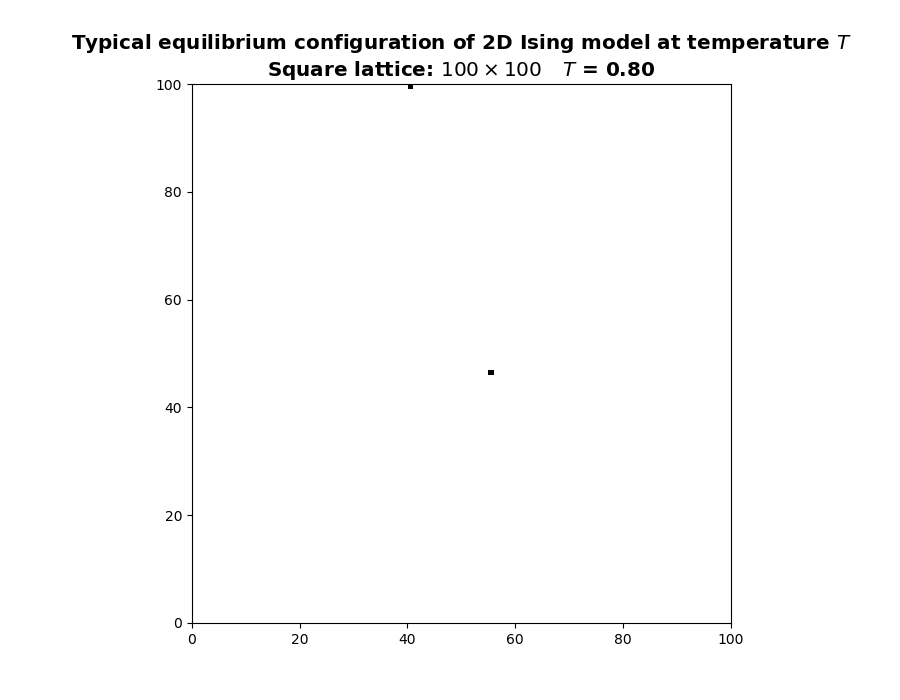 Typical equilibrium configuration of 2D Ising model at temperature T
Square lattice: 100 × 100 T = 0.80
100
80
60
40
20
0
0 20 40 60 80 100